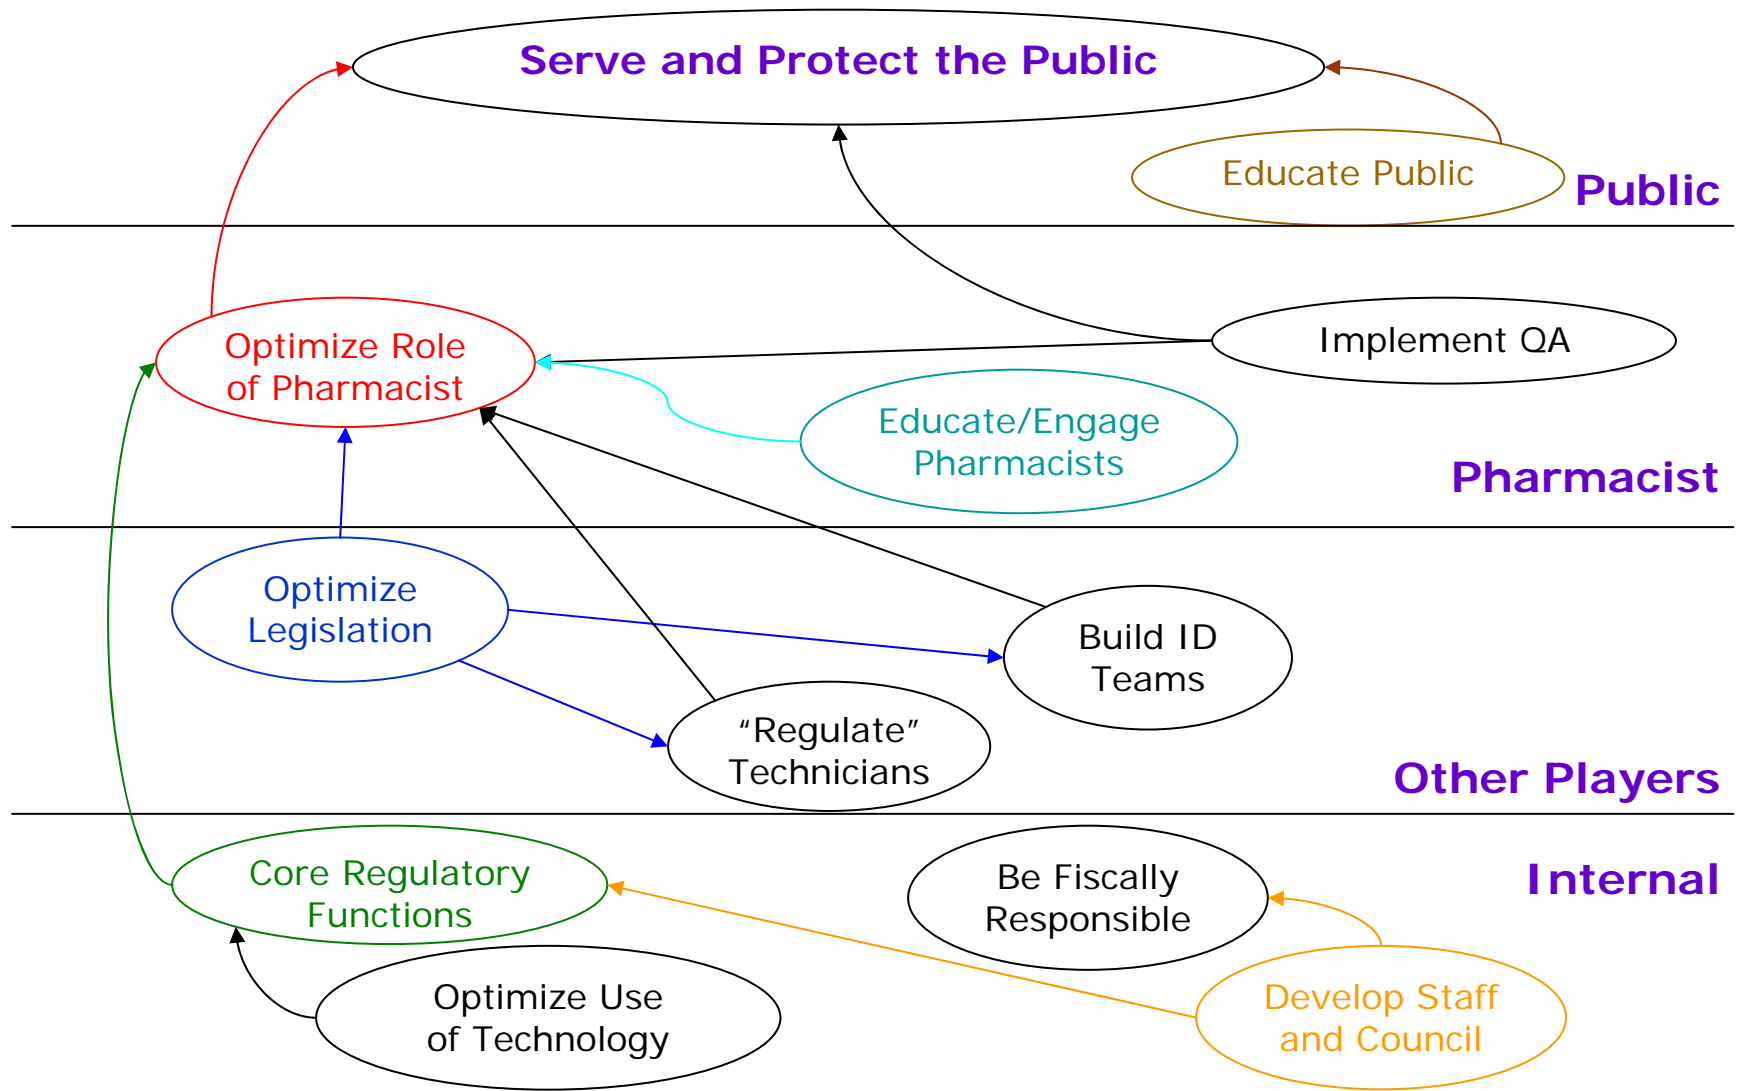 Serve and Protect the Public
Educate Public
Public
Optimize Role
of Pharmacist
Implement QA
Educate/Engage
Pharmacists
Pharmacist
Optimize
Legislation
Build ID
Teams
“Regulate”
Technicians
Other Players
Core Regulatory
Functions
Be Fiscally
Responsible
Internal
Optimize Use
of Technology
Develop Staff
and Council